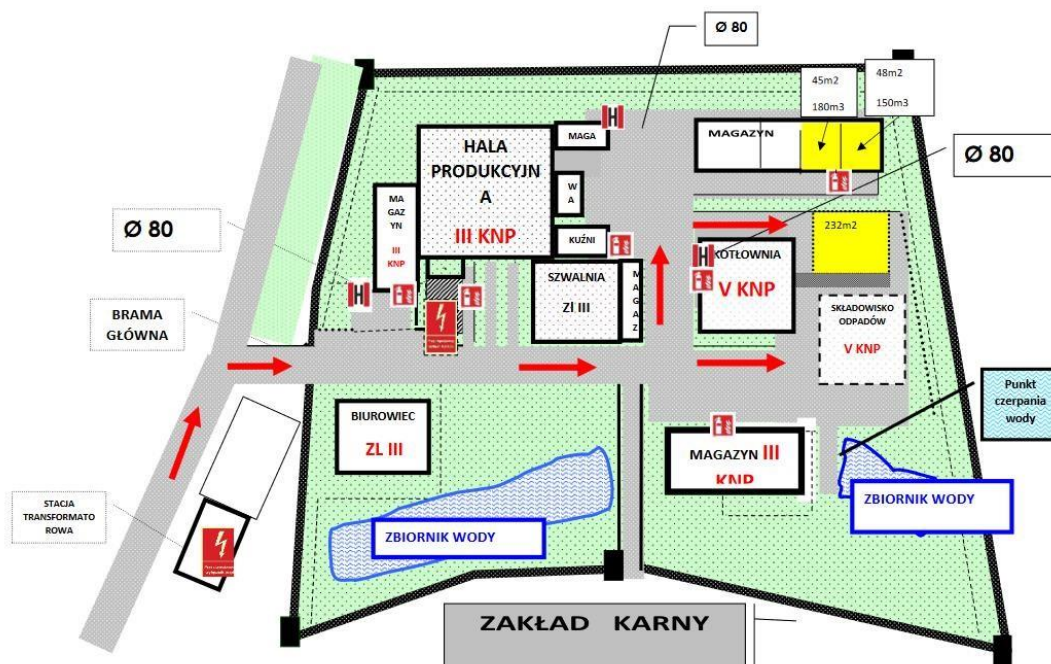 Ø 80
45m2
180m3
48m2
150m3
MAGA
MAGAZYN
HALA
PRODUKCYJN
A
III KNP
Ø 80
MA
GAZ
YN
III
KNP
W
A
Ø 80
232m2
KUŹNI
KOTŁOWNIA
V KNP
SZWALNIA
Zl III
M
A
G
A
Z
BRAMA
GŁÓWNA
SKŁADOWISKO
ODPADÓW
V KNP
Punkt
czerpania
wody
BIUROWIEC
ZL III
MAGAZYN III
KNP
STACJA
TRANSFORMATO
ROWA
ZBIORNIK WODY
ZBIORNIK WODY
ZAKŁAD KARNY